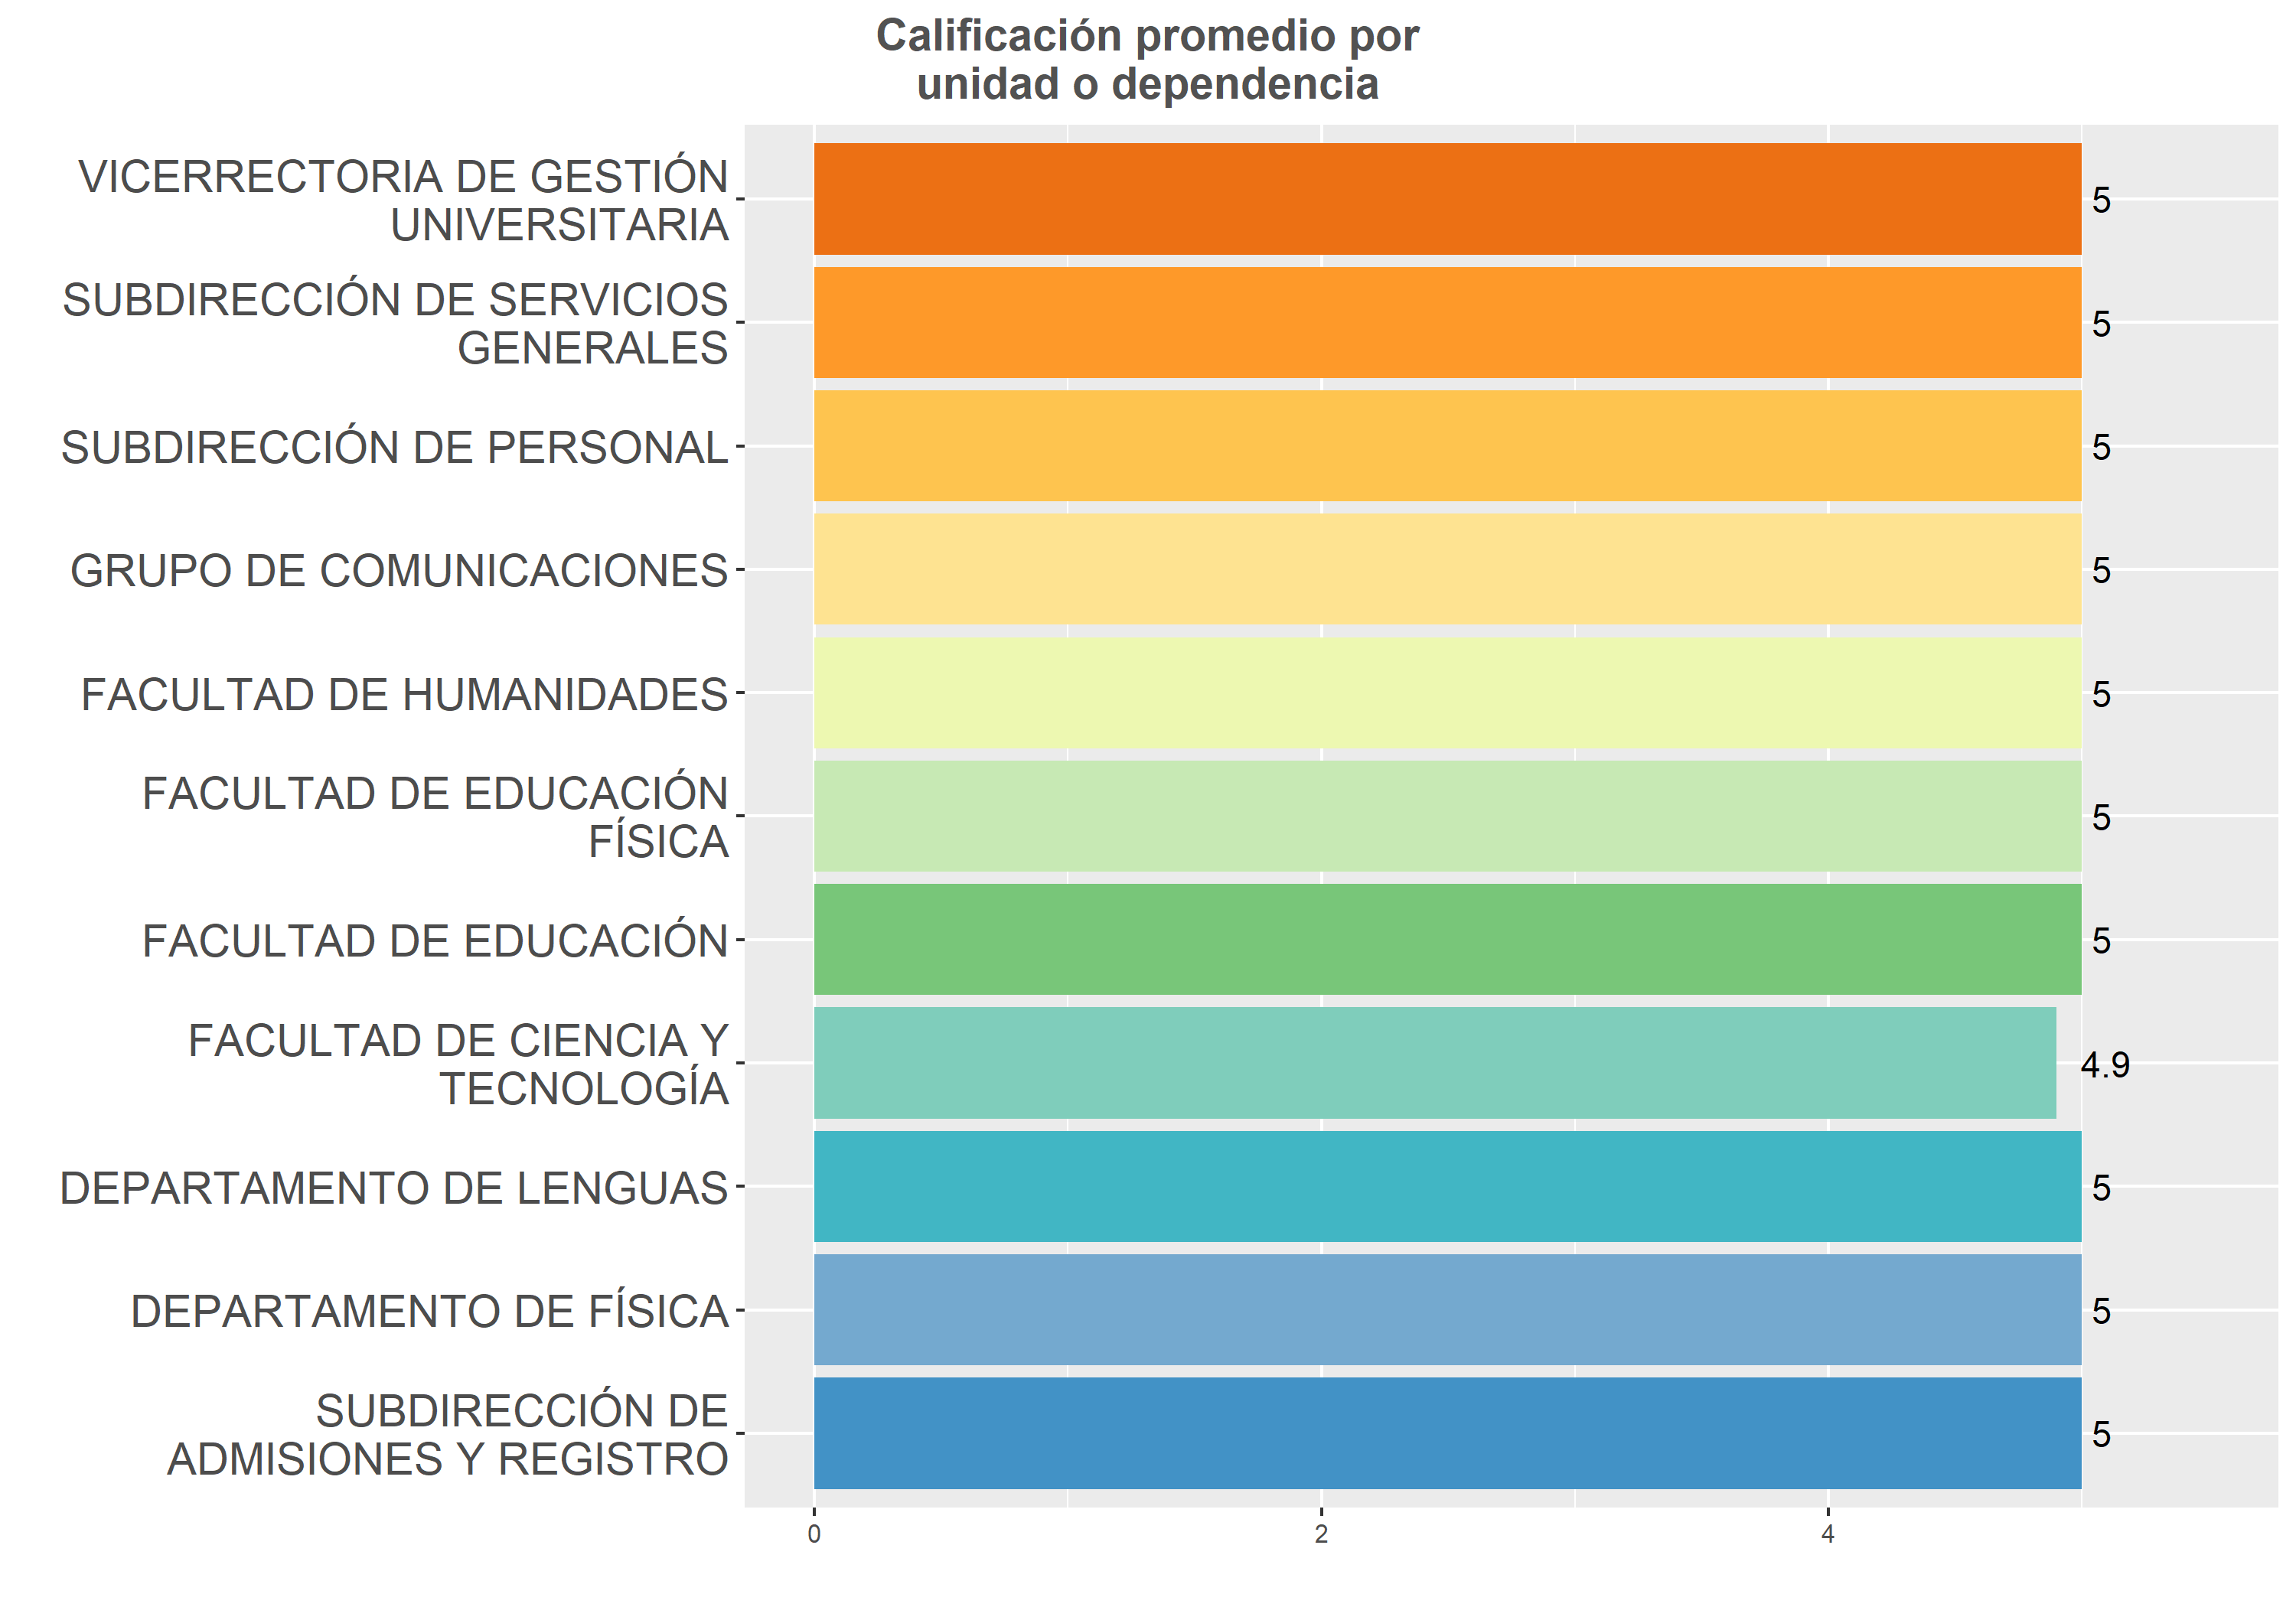 Calificación promedio por
unidad o dependencia
VICERRECTORIA DE GESTIÓN
UNIVERSITARIA
5
SUBDIRECCIÓN DE SERVICIOS
GENERALES
5
SUBDIRECCIÓN DE PERSONAL
5
GRUPO DE COMUNICACIONES
5
FACULTAD DE HUMANIDADES
5
FACULTAD DE EDUCACIÓN
FÍSICA
5
FACULTAD DE EDUCACIÓN
5
FACULTAD DE CIENCIA Y
TECNOLOGÍA
4.9
DEPARTAMENTO DE LENGUAS
5
DEPARTAMENTO DE FÍSICA
5
SUBDIRECCIÓN DE
ADMISIONES Y REGISTRO
5
0 2 4